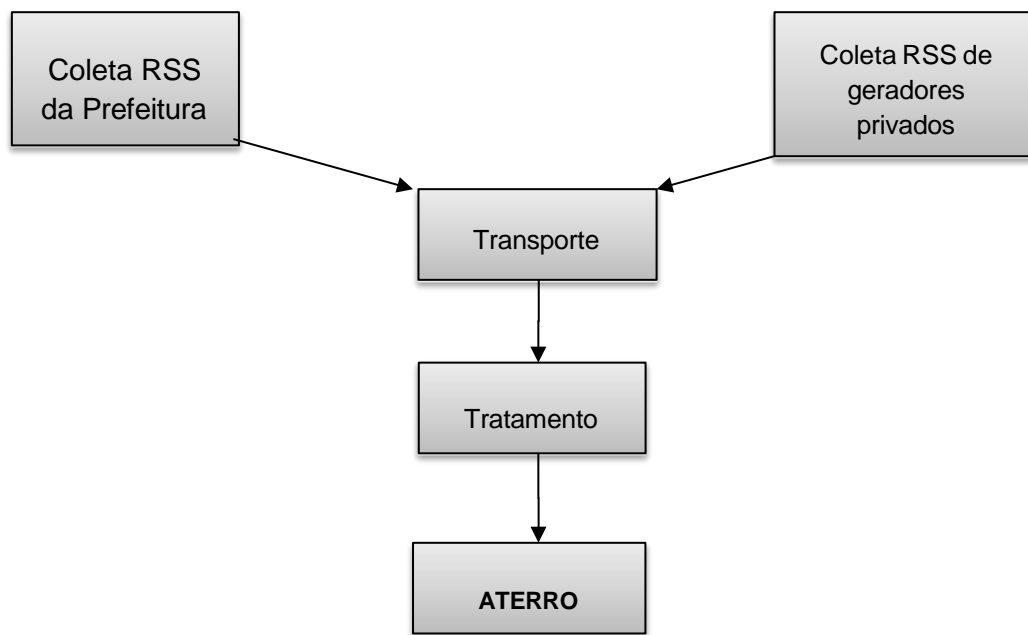 Coleta RSS
da Prefeitura
Coleta RSS de
geradores
privados
Transporte
Tratamento
ATERRO